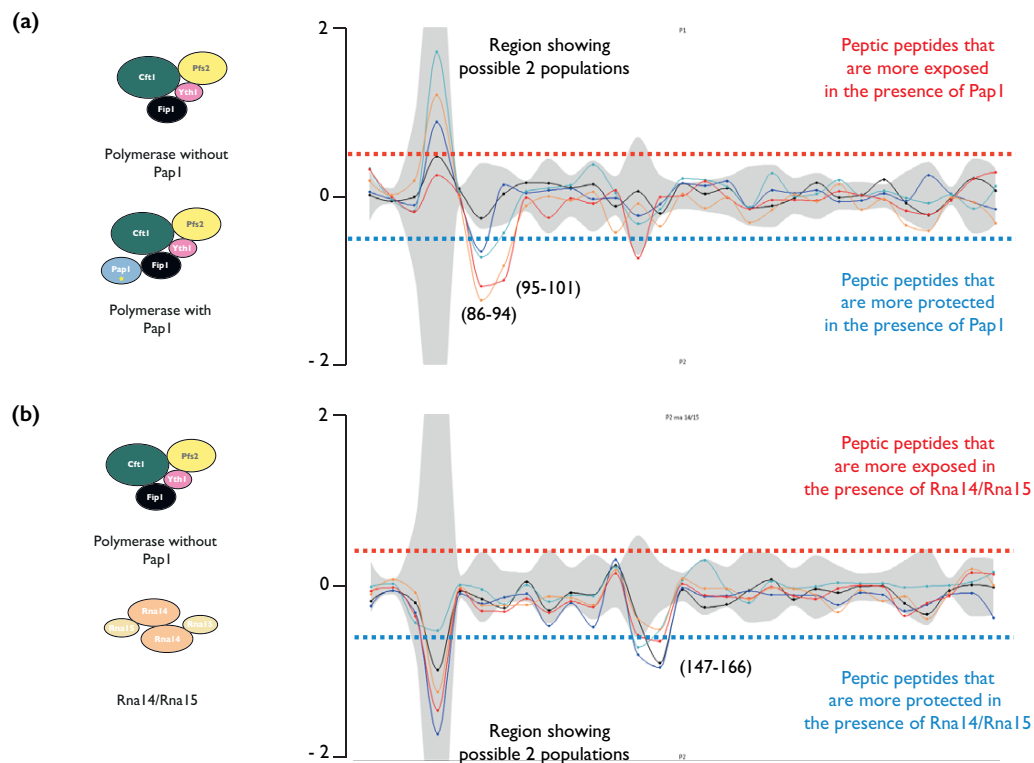 (a)
2
0
- 2
Cft1
Pfs2
Yth1
Fip1
Polymerase without
Pap1
Cft1
Pfs2
Yth1
Pap1
Fip1
Polymerase with
Pap1
Region showing
possible 2 populations
P1
Peptic peptides that
are more exposed
in the presence of Pap1
(95-101)
(86-94)
Peptic peptides that
are more protected
in the presence of Pap1
P2
(b)
2
0
-2
Cft1
Pfs2
Yth1
Fip1
Polymerase without
Pap1
Rna14
Rna15
Rna15
Rna14
Rna14/Rna15
P2 rna 14/15
Peptic peptides that
are more exposed in
the presence of Rna14/Rna15
(147-166)
Peptic peptides that
are more protected in
the presence of Rna14/Rna15
Region showing
possible 2 populations
P2